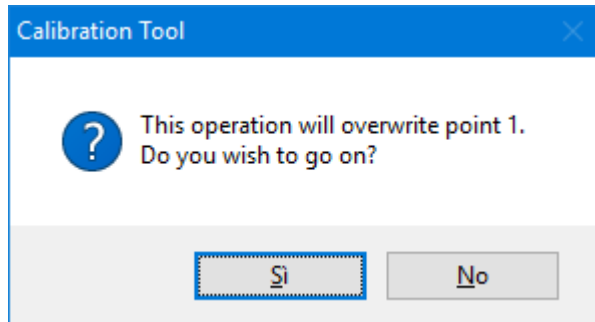 Calibration Tool
?
This operation will overwrite point 1.
Do you wish to go on?
Sì
No